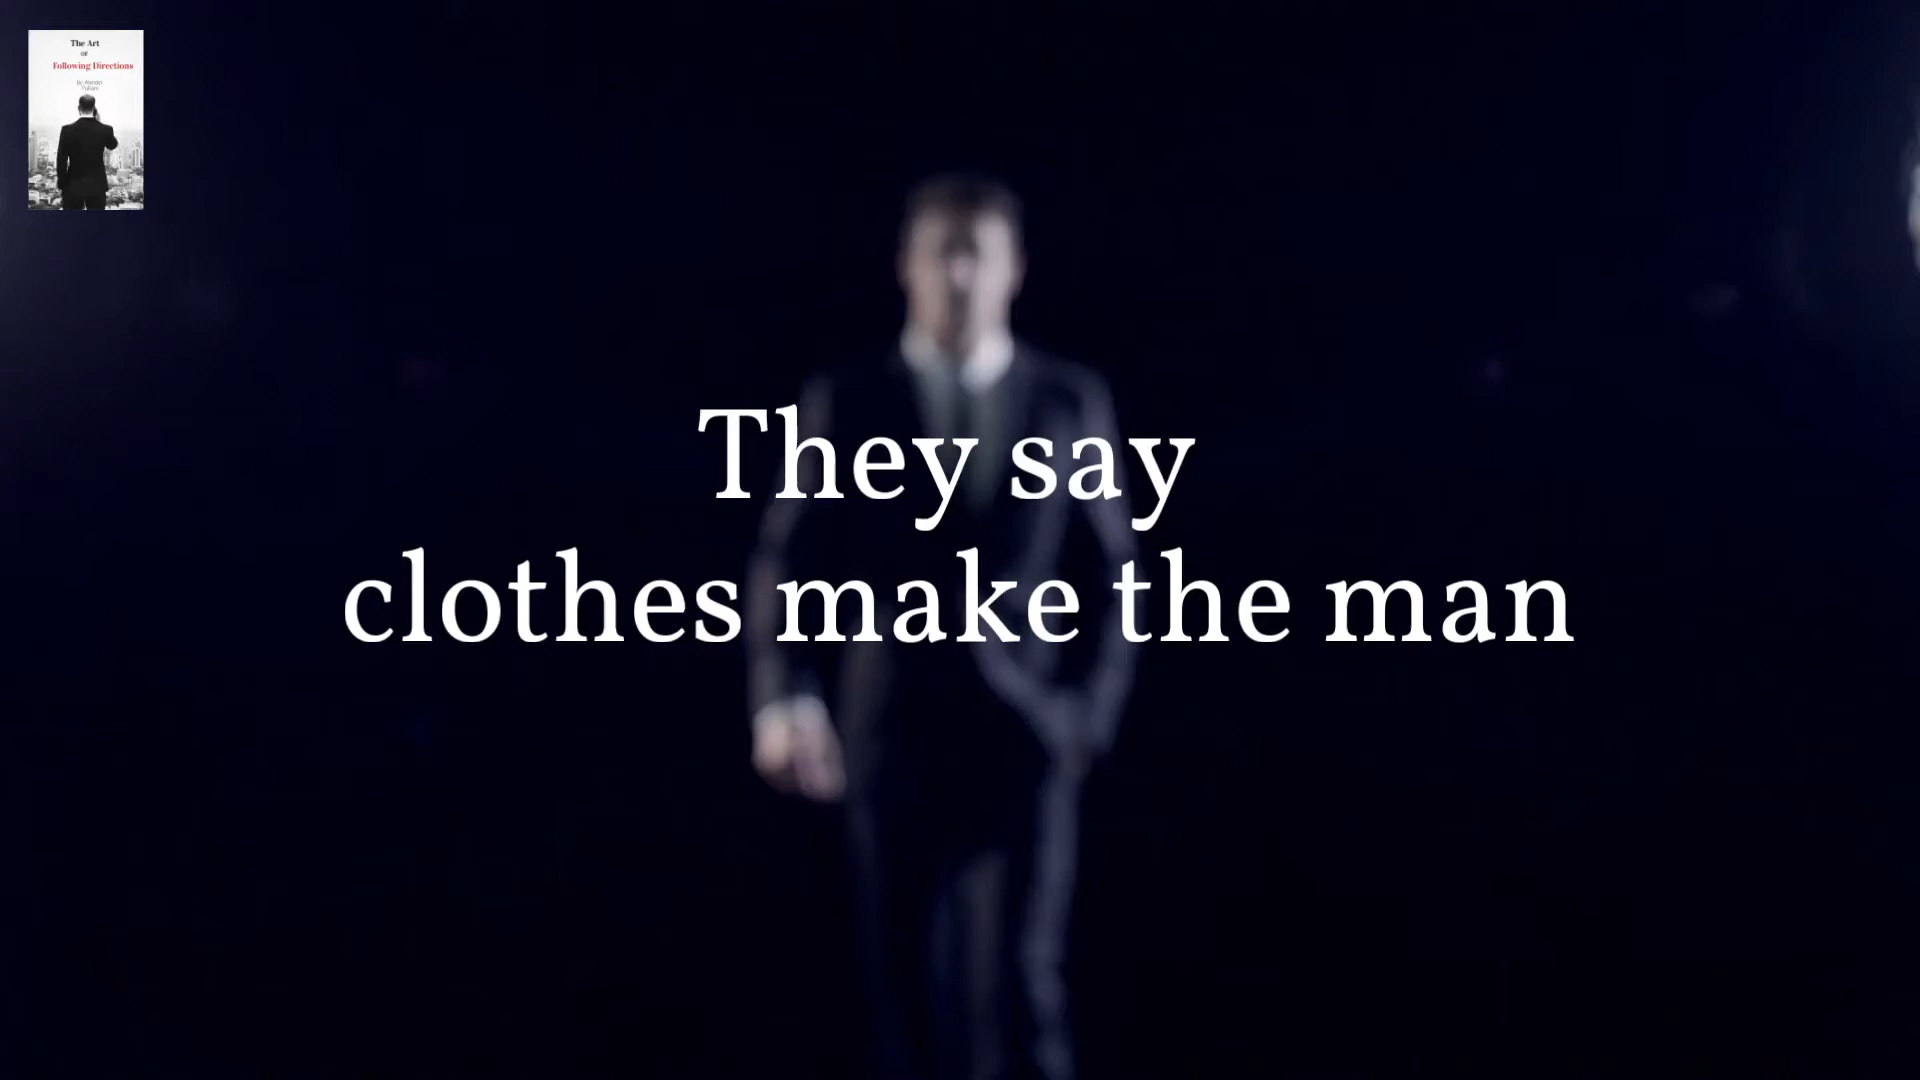 The Art
OF
Following Directions
They say
clothes make the man